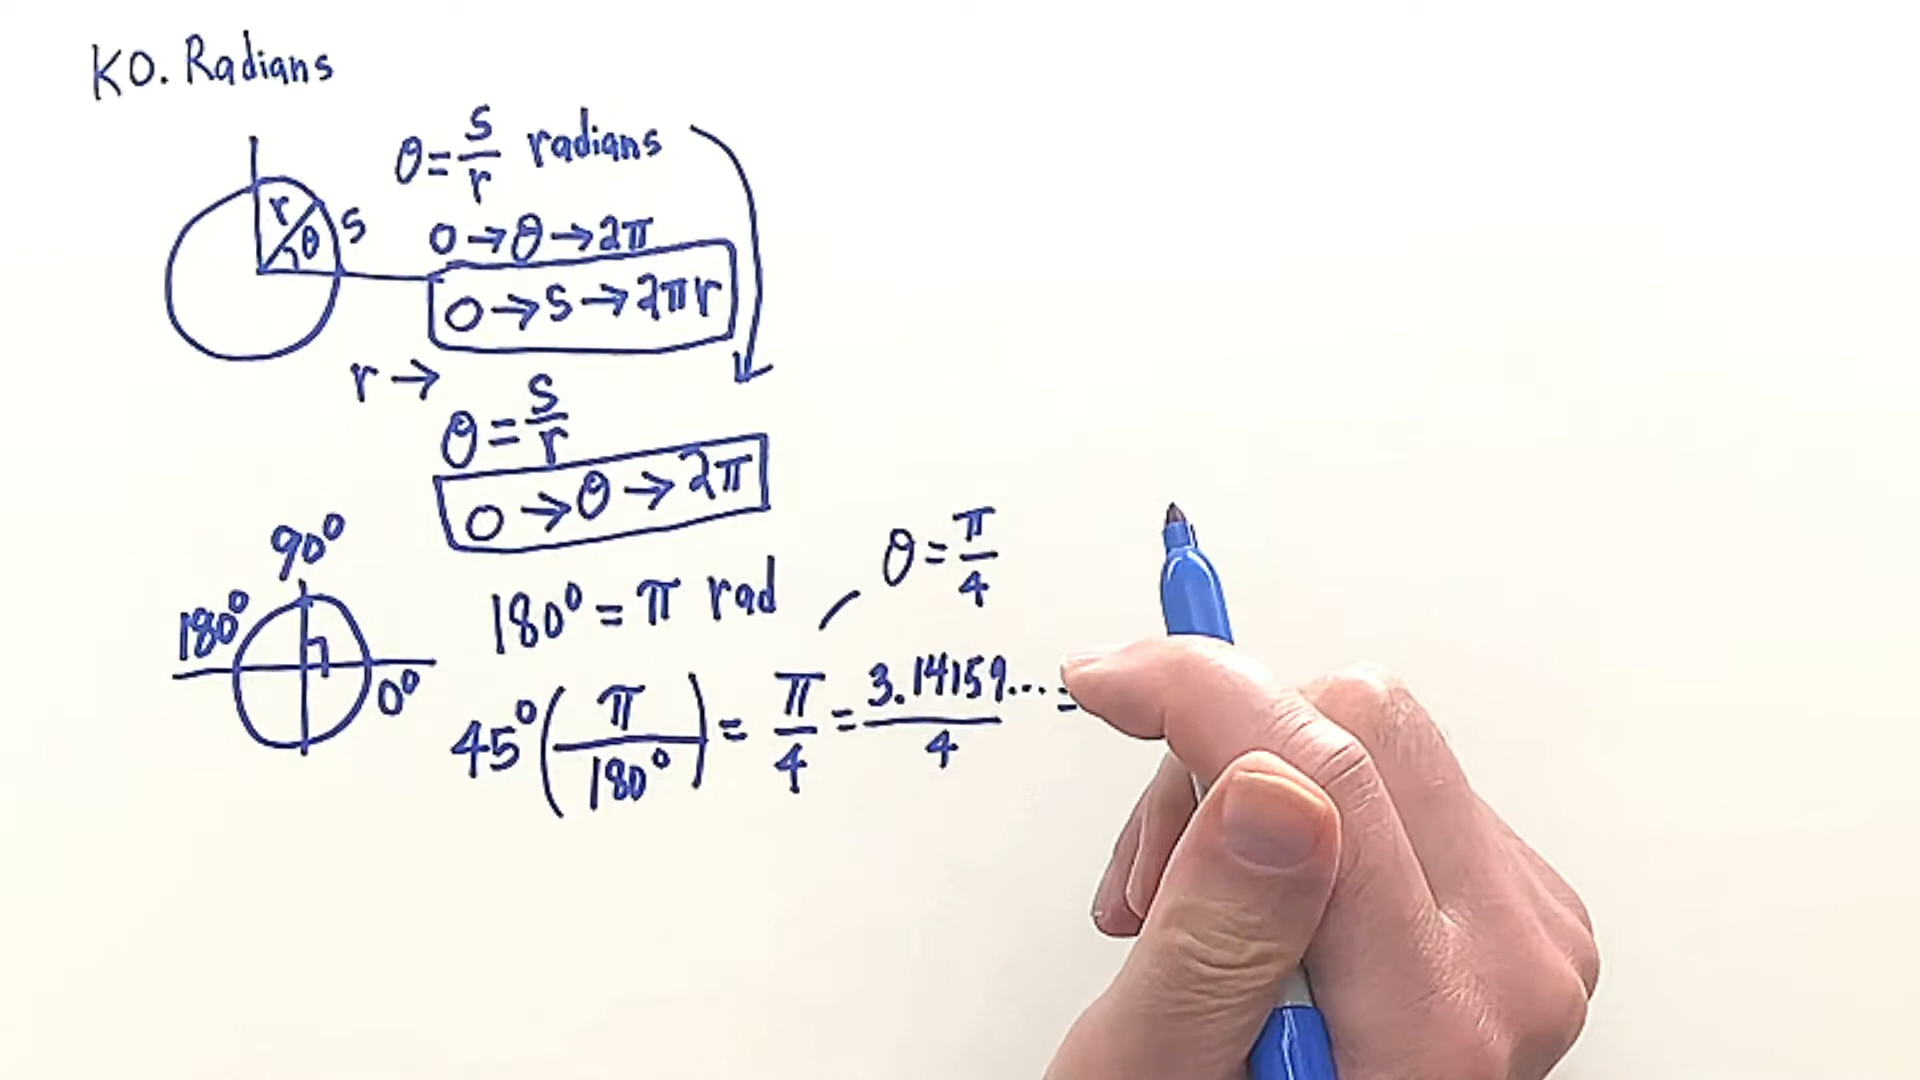 KO. Radians
θ = s/r radians
r θ s
0 → θ → 2π
0 → s → 2πr
r →
θ = s/r
0 → θ → 2π
90°
180°
0°
180° = π rad
θ = π/4
45° (π/180°) = π/4 = 3.14159.../4 =